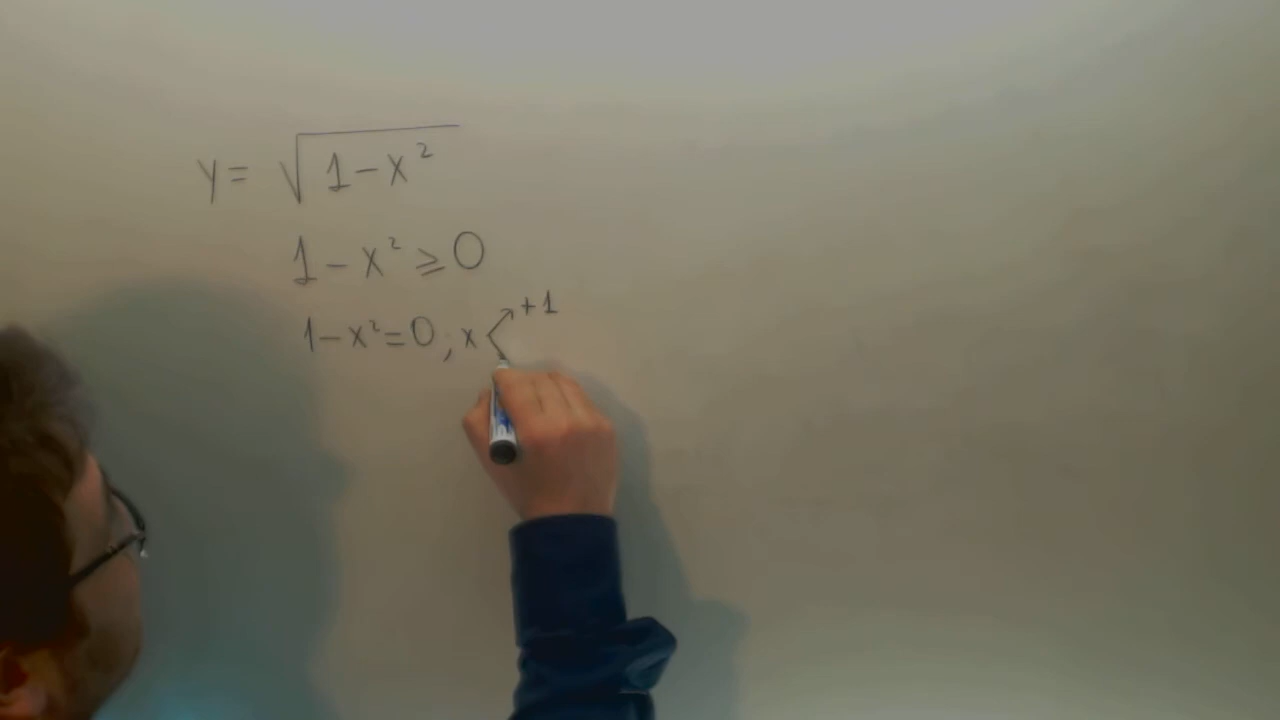 y = √1-x²
1-x² ⩾ 0
1-x²=0; x +1